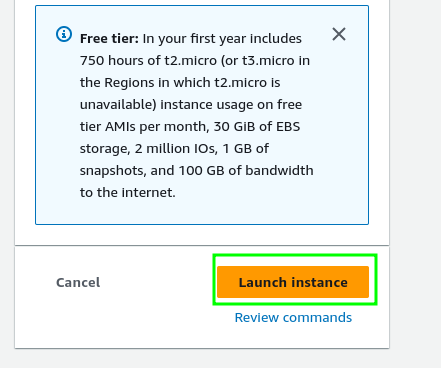 Free tier: In your first year includes
750 hours of t2.micro (or t3.micro in
the Regions in which t2.micro is
unavailable) instance usage on free
tier AMIs per month, 30 GiB of EBS
storage, 2 million IOs, 1 GB of
snapshots, and 100 GB of bandwidth
to the internet.
Cancel
Launch instance
Review commands